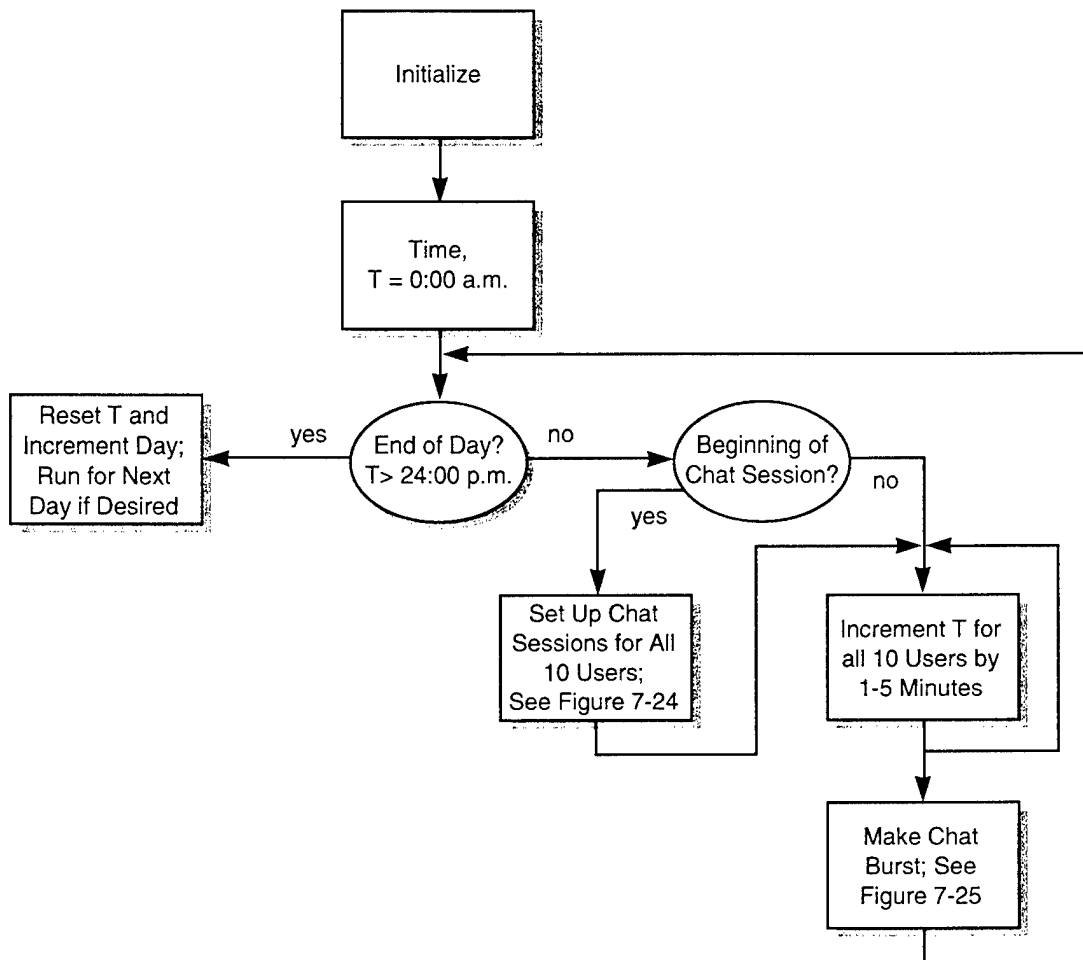 Initialize
Time,
T = 0:00 a.m.
Reset T and
Increment Day;
Run for Next
Day if Desired
yes
End of Day?
T> 24:00 p.m.
no
Beginning of
Chat Session?
no
yes
Set Up Chat
Sessions for All
10 Users;
See Figure 7-24
Increment T for
all 10 Users by
1-5 Minutes
Make Chat
Burst; See
Figure 7-25